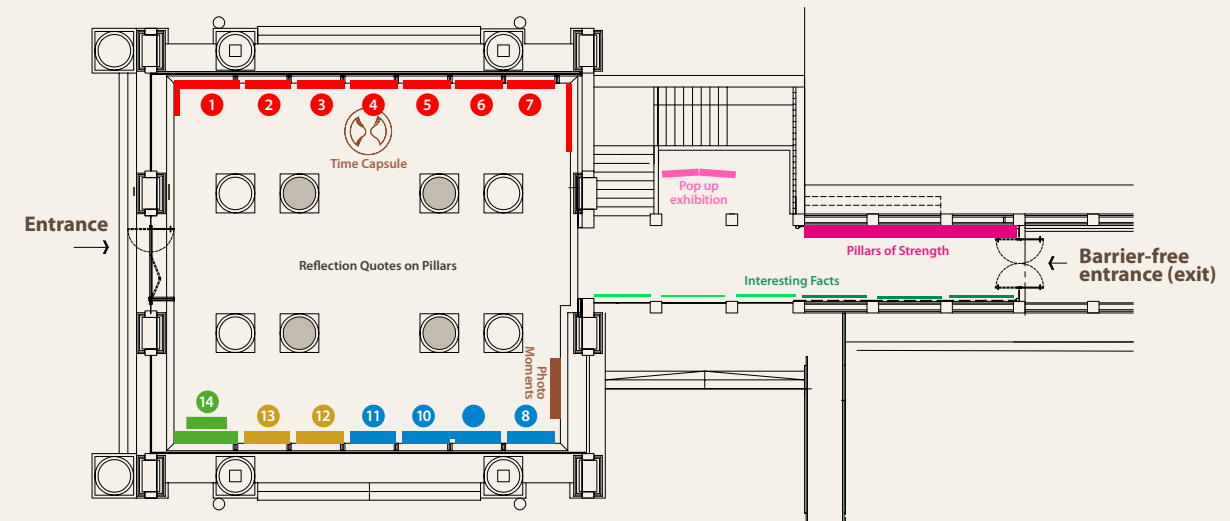 1 2 3 4 5 6 7
Time Capsule
Pop up
exhibition
Entrance
Pillars of Strength
Barrier-free
entrance (exit)
Reflection Quotes on Pillars
Interesting Facts
Photo
Moments
14 13 12 11 10 8